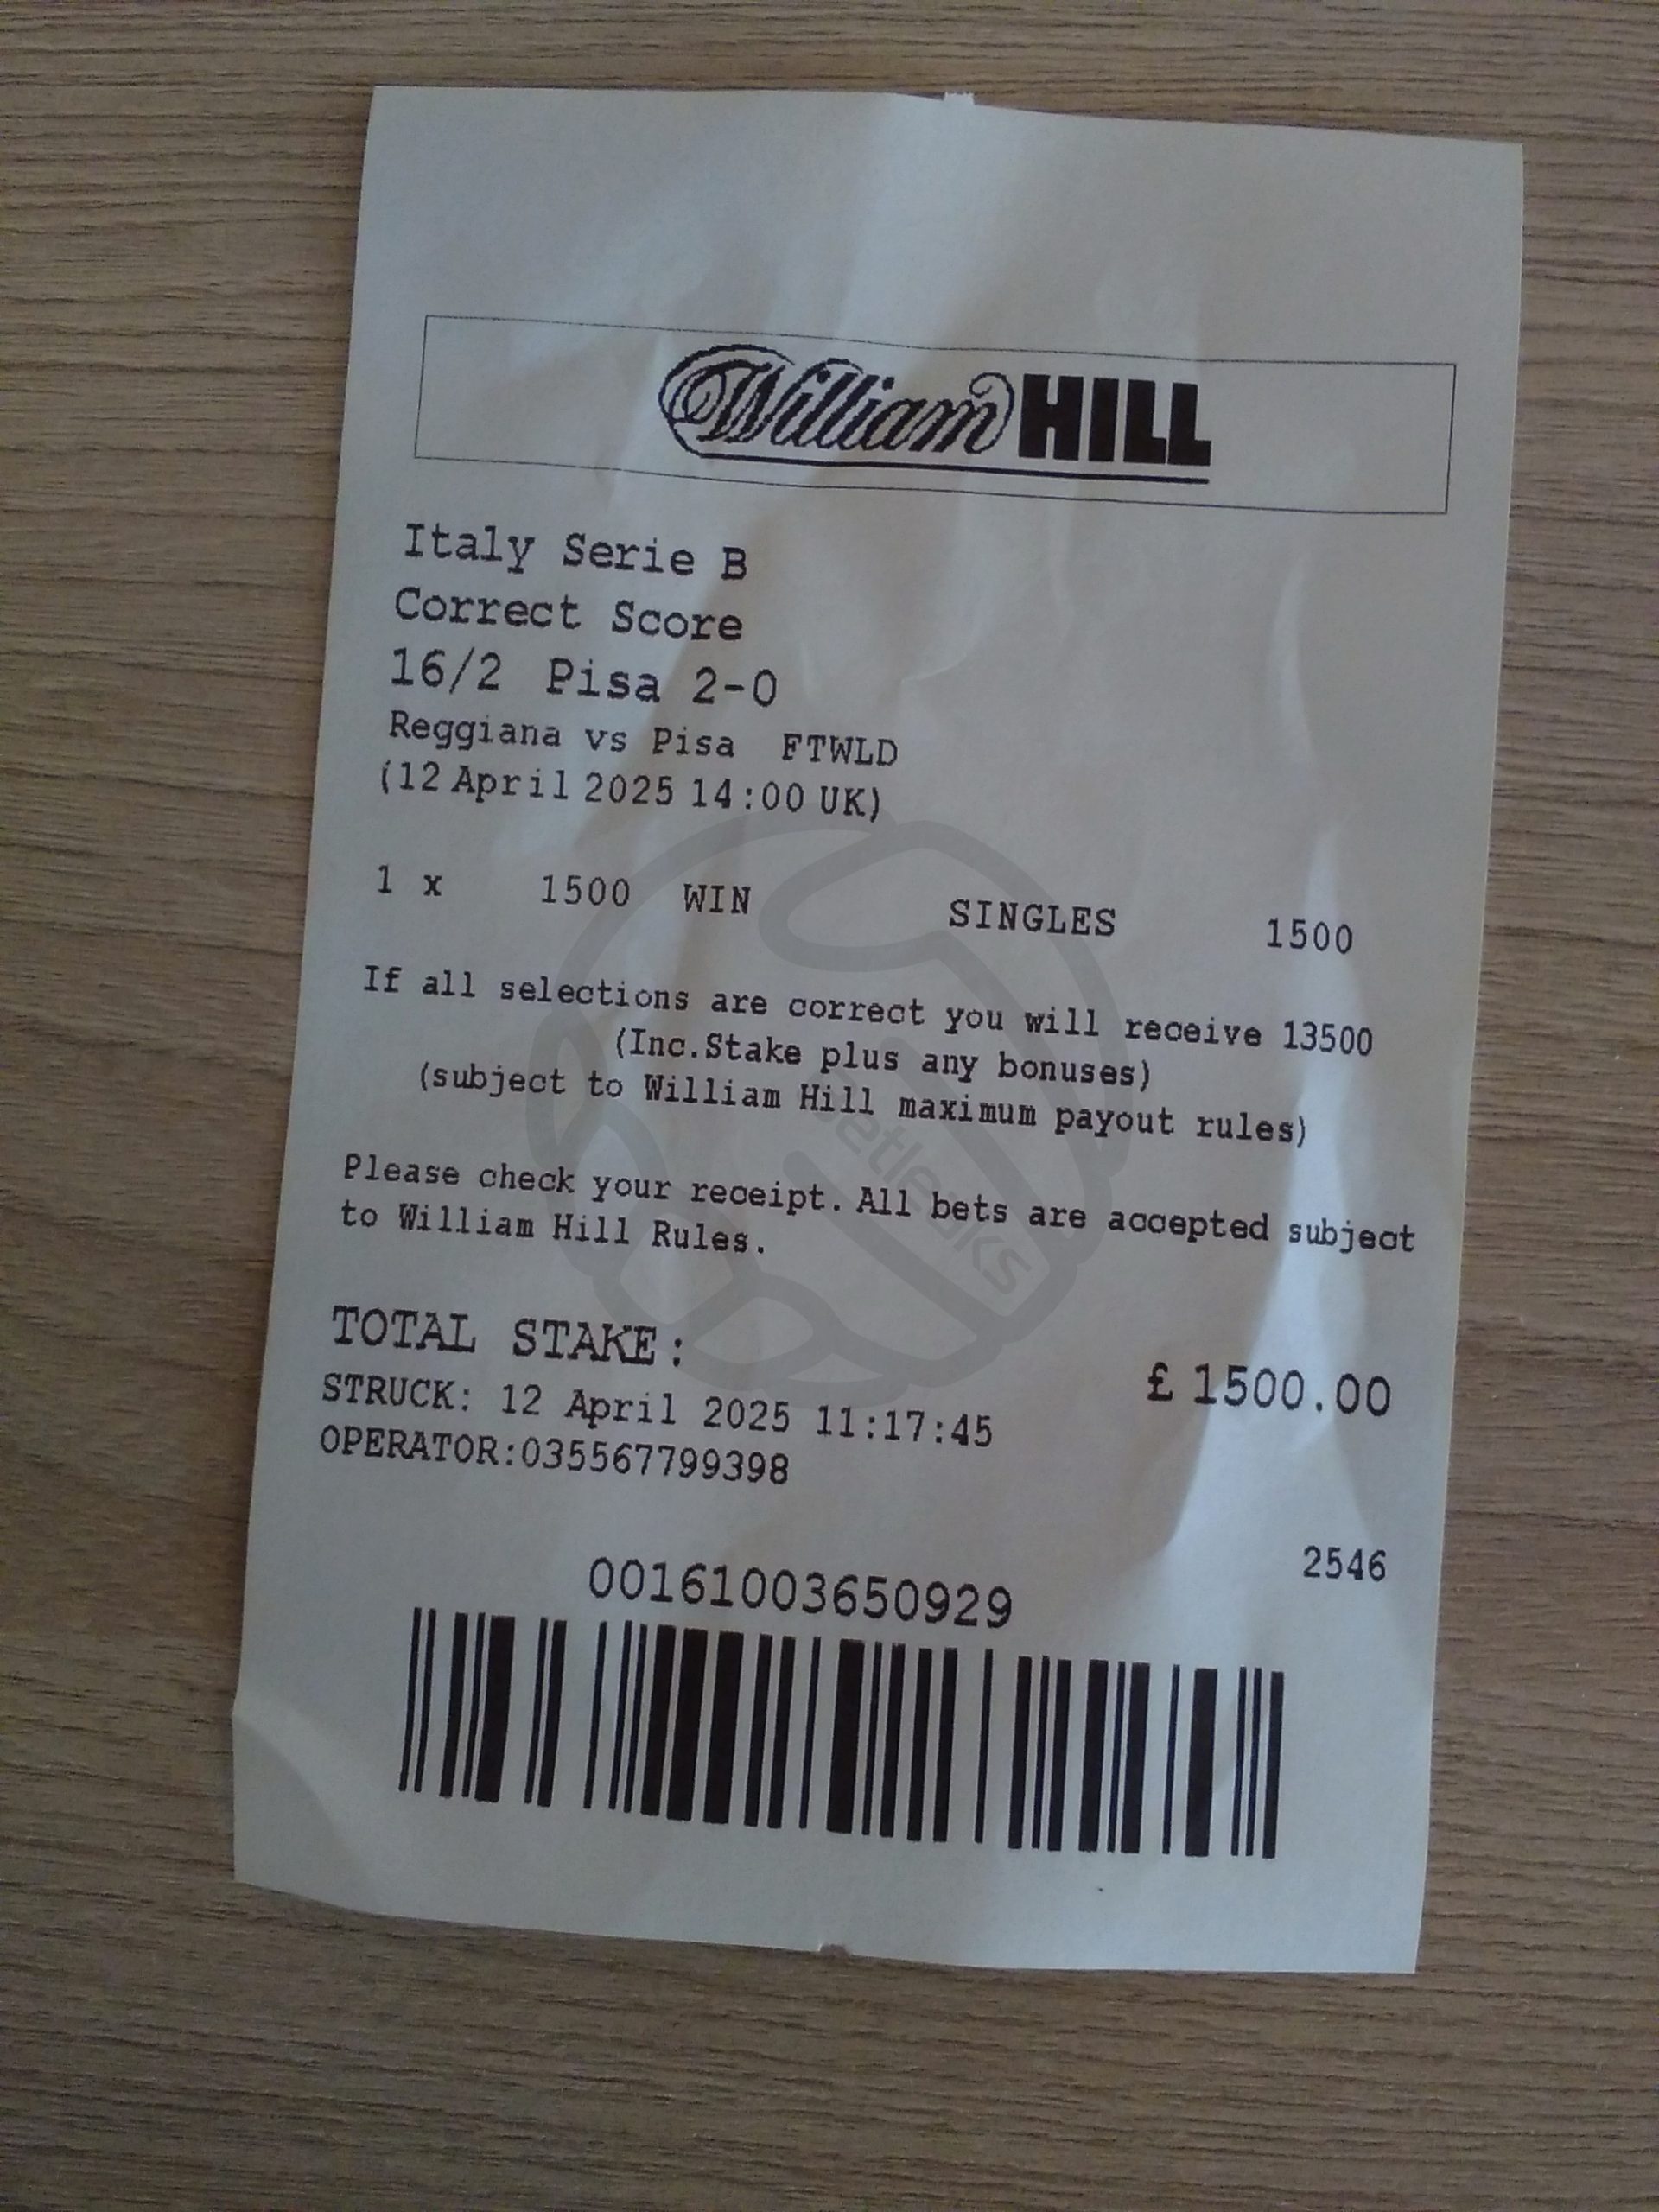 William HILL
Italy Serie B
Correct Score
16/2 Pisa 2-0
Reggiana vs Pisa FTWLD
(12 April 2025 14:00 UK)
1 x 1500 WIN SINGLES 1500
If all selections are correct you will receive 13500
(Inc.Stake plus any bonuses)
(subject to William Hill maximum payout rules)
Please check your receipt. All bets are accepted subject
to William Hill Rules.
TOTAL STAKE: £ 1500.00
STRUCK: 12 April 2025 11:17:45
OPERATOR:035567799398
2546
00161003650929